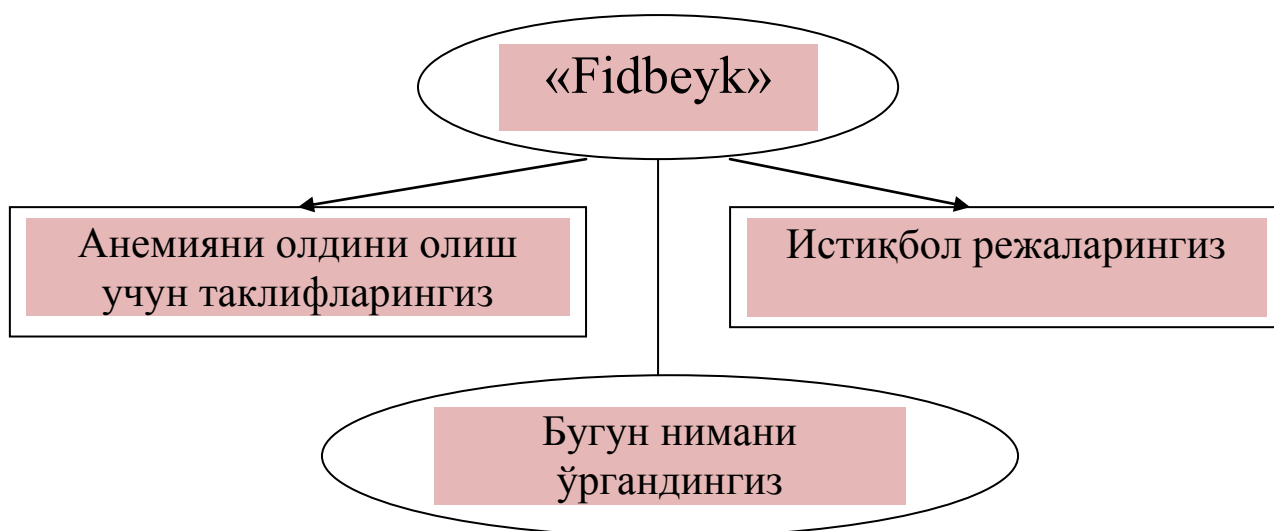 «Fidbeyk»
Анемияни олдини олиш
учун таклифларингиз
Истиқбол режаларингиз
Бугун нимани
ўргандингиз